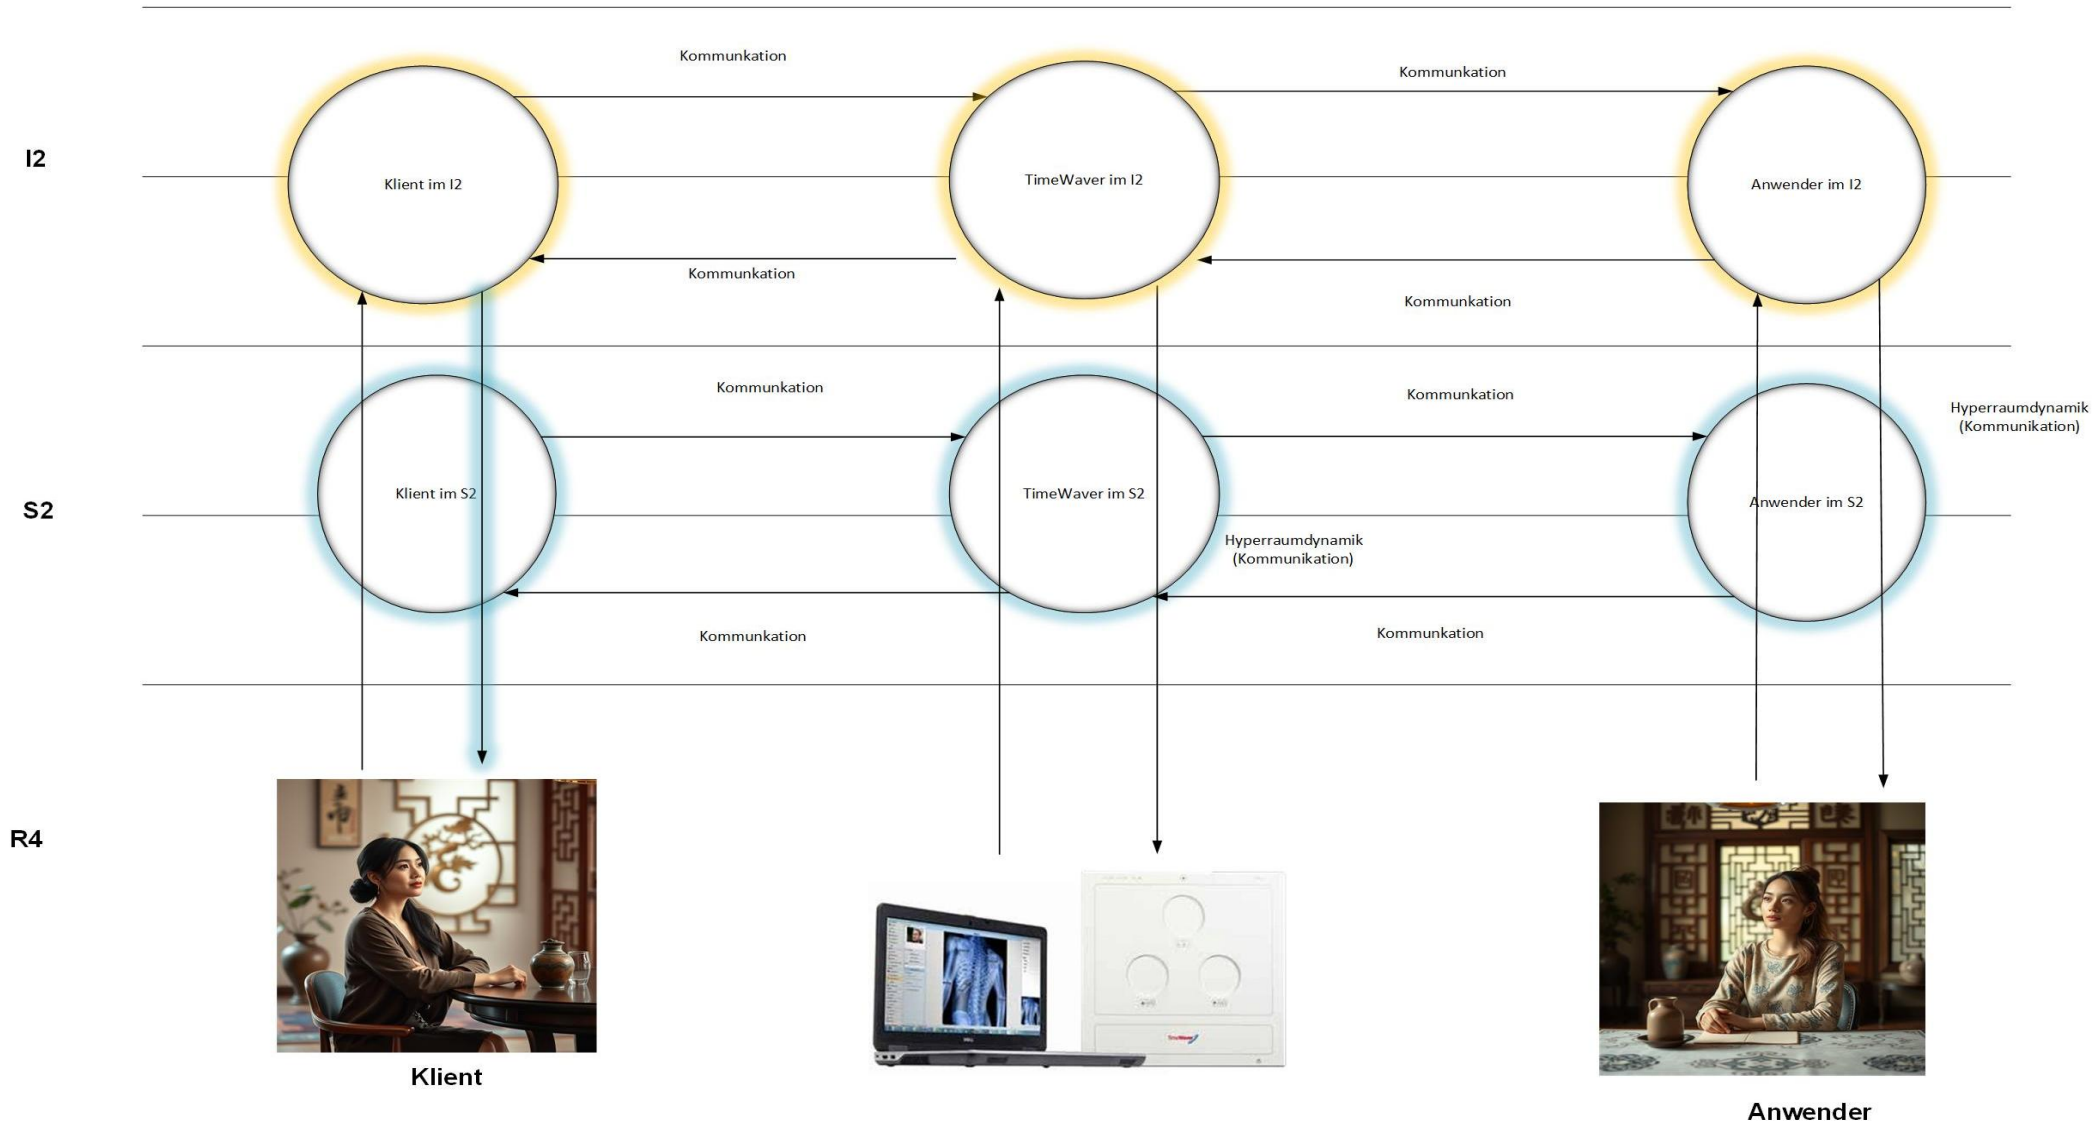 Kommunkation
Kommunkation
I2
Klient im I2
TimeWaver im I2
Anwender im I2
Kommunkation
Kommunkation
Kommunkation
Kommunkation
Hyperraumdynamik
(Kommunikation)
S2
Klient im S2
TimeWaver im S2
Anwender im S2
Hyperraumdynamik
(Kommunikation)
Kommunkation
Kommunkation
R4
TimeWaver
Klient
Anwender